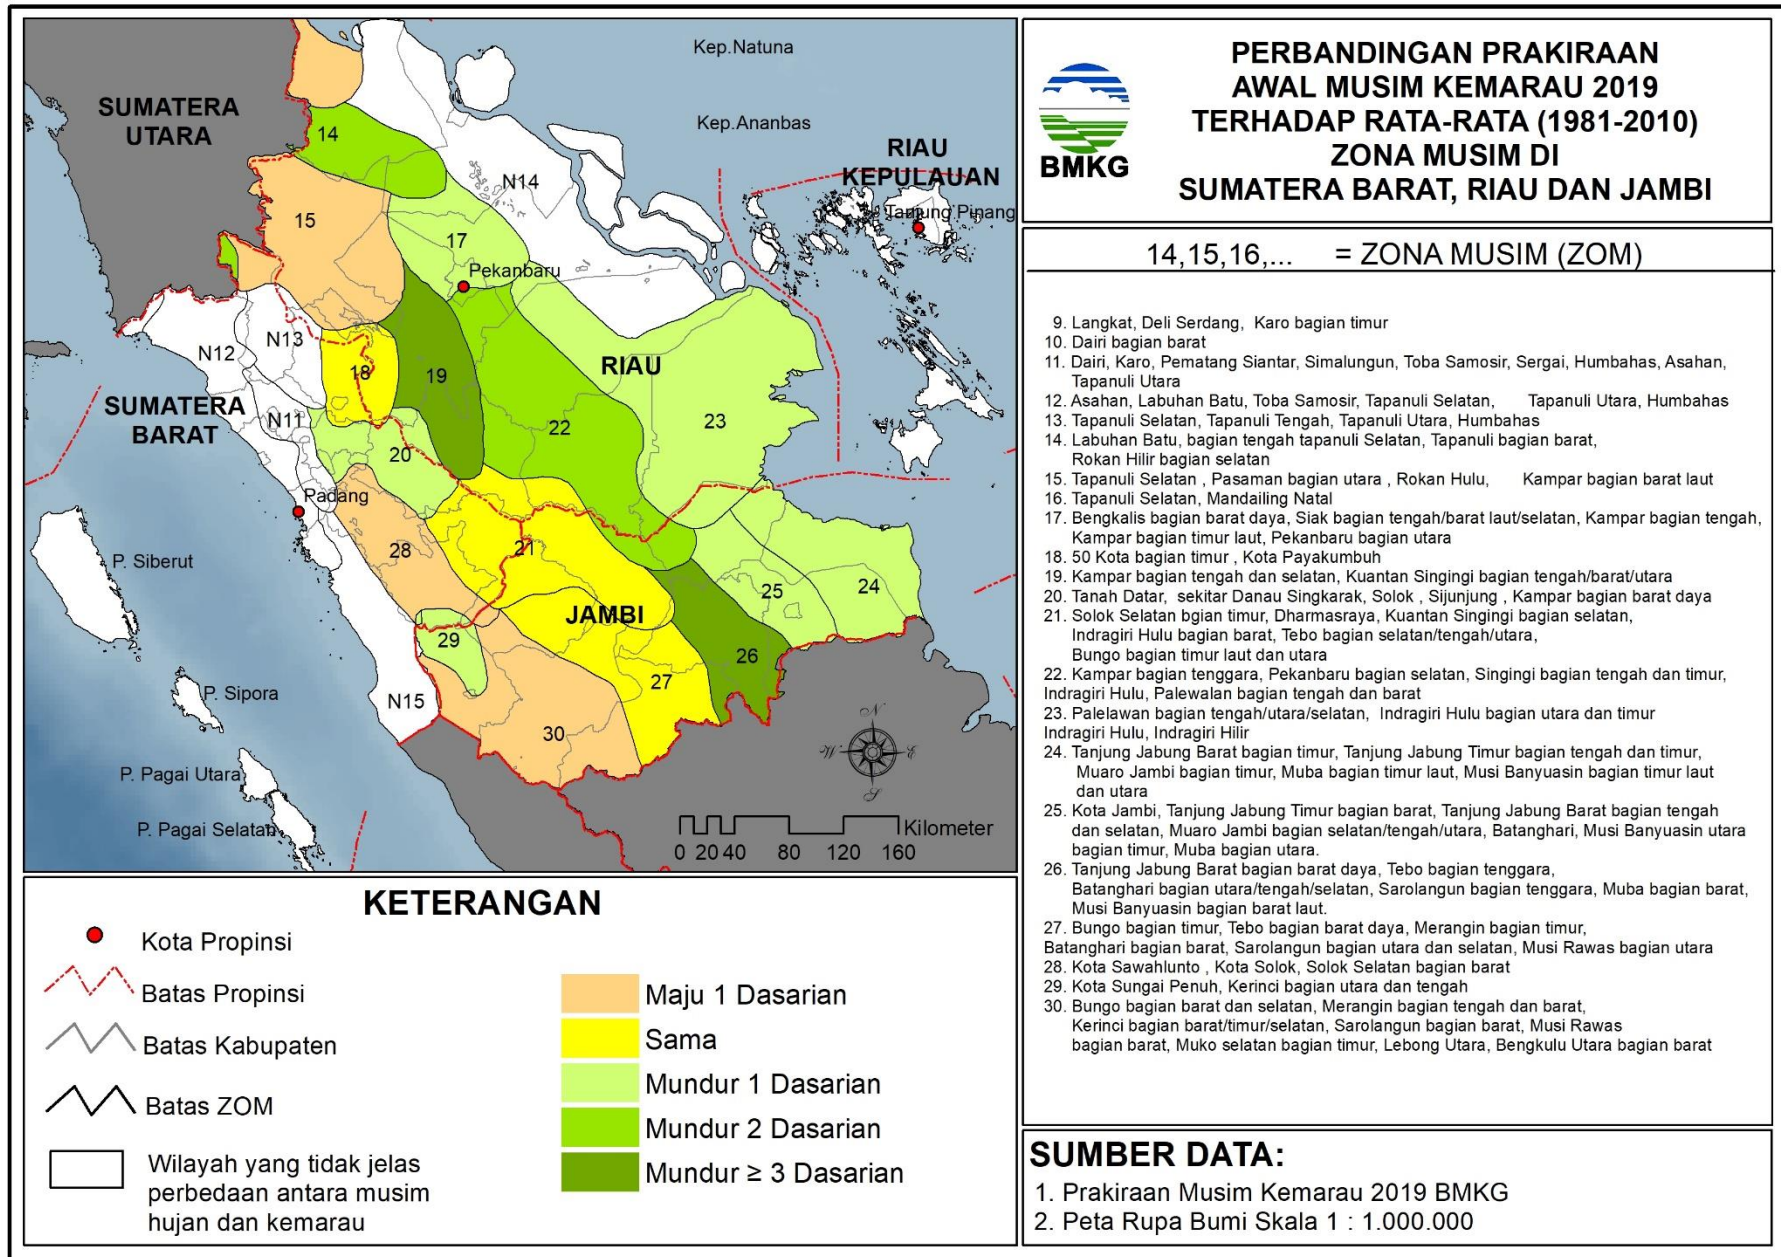 SUMATERA
UTARA
Kep.Natuna
Kep.Ananbas
RIAU
KEPULAUAN
Tanjung Pinang
14
N14
15
17
Pekanbaru
N13
N12
18
19
RIAU
SUMATERA
BARAT
N11
20
22
23
Padang
28
21
P. Siberut
JAMBI
25
24
29
26
27
P. Sipora
N15
30
P. Pagai Utara
P. Pagai Selatan
N
W
E
S
Kilometer
0 20 40 80 120 160
PERBANDINGAN PRAKIRAAN
AWAL MUSIM KEMARAU 2019
TERHADAP RATA-RATA (1981-2010)
ZONA MUSIM DI
SUMATERA BARAT, RIAU DAN JAMBI
BMKG
14,15,16,... = ZONA MUSIM (ZOM)
9. Langkat, Deli Serdang, Karo bagian timur
10. Dairi bagian barat
11. Dairi, Karo, Pematang Siantar, Simalungun, Toba Samosir, Sergai, Humbahas, Asahan,
Tapanuli Utara
12. Asahan, Labuhan Batu, Toba Samosir, Tapanuli Selatan, Tapanuli Utara, Humbahas
13. Tapanuli Selatan, Tapanuli Tengah, Tapanuli Utara, Humbahas
14. Labuhan Batu, bagian tengah tapanuli Selatan, Tapanuli bagian barat,
Rokan Hilir bagian selatan
15. Tapanuli Selatan , Pasaman bagian utara , Rokan Hulu, Kampar bagian barat laut
16. Tapanuli Selatan, Mandailing Natal
17. Bengkalis bagian barat daya, Siak bagian tengah/barat laut/selatan, Kampar bagian tengah,
Kampar bagian timur laut, Pekanbaru bagian utara
18. 50 Kota bagian timur , Kota Payakumbuh
19. Kampar bagian tengah dan selatan, Kuantan Singingi bagian tengah/barat/utara
20. Tanah Datar, sekitar Danau Singkarak, Solok , Sijunjung , Kampar bagian barat daya
21. Solok Selatan bgian timur, Dharmasraya, Kuantan Singingi bagian selatan,
Indragiri Hulu bagian barat, Tebo bagian selatan/tengah/utara,
Bungo bagian timur laut dan utara
22. Kampar bagian tenggara, Pekanbaru bagian selatan, Singingi bagian tengah dan timur,
Indragiri Hulu, Palewalan bagian tengah dan barat
23. Palelawan bagian tengah/utara/selatan, Indragiri Hulu bagian utara dan timur
Indragiri Hulu, Indragiri Hilir
24. Tanjung Jabung Barat bagian timur, Tanjung Jabung Timur bagian tengah dan timur,
Muaro Jambi bagian timur, Muba bagian timur laut, Musi Banyuasin bagian timur laut
dan utara
25. Kota Jambi, Tanjung Jabung Timur bagian barat, Tanjung Jabung Barat bagian tengah
dan selatan, Muaro Jambi bagian selatan/tengah/utara, Batanghari, Musi Banyuasin utara
bagian timur, Muba bagian utara.
26. Tanjung Jabung Barat bagian barat daya, Tebo bagian tenggara,
Batanghari bagian utara/tengah/selatan, Sarolangun bagian tenggara, Muba bagian barat,
Musi Banyuasin bagian barat laut.
27. Bungo bagian timur, Tebo bagian barat daya, Merangin bagian timur,
Batanghari bagian barat, Sarolangun bagian utara dan selatan, Musi Rawas bagian utara
28. Kota Sawahlunto , Kota Solok, Solok Selatan bagian barat
29. Kota Sungai Penuh, Kerinci bagian utara dan tengah
30. Bungo bagian barat dan selatan, Merangin bagian tengah dan barat,
Kerinci bagian barat/timur/selatan, Sarolangun bagian barat, Musi Rawas
bagian barat, Muko selatan bagian timur, Lebong Utara, Bengkulu Utara bagian barat
KETERANGAN
Kota Propinsi
Batas Propinsi
Batas Kabupaten
Batas ZOM
Wilayah yang tidak jelas
perbedaan antara musim
hujan dan kemarau
Maju 1 Dasarian
Sama
Mundur 1 Dasarian
Mundur 2 Dasarian
Mundur ≥ 3 Dasarian
SUMBER DATA:
1. Prakiraan Musim Kemarau 2019 BMKG
2. Peta Rupa Bumi Skala 1 : 1.000.000